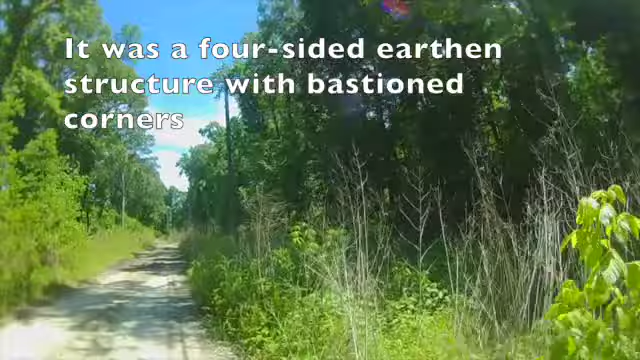 It was a four-sided earthen
structure with bastioned
corners